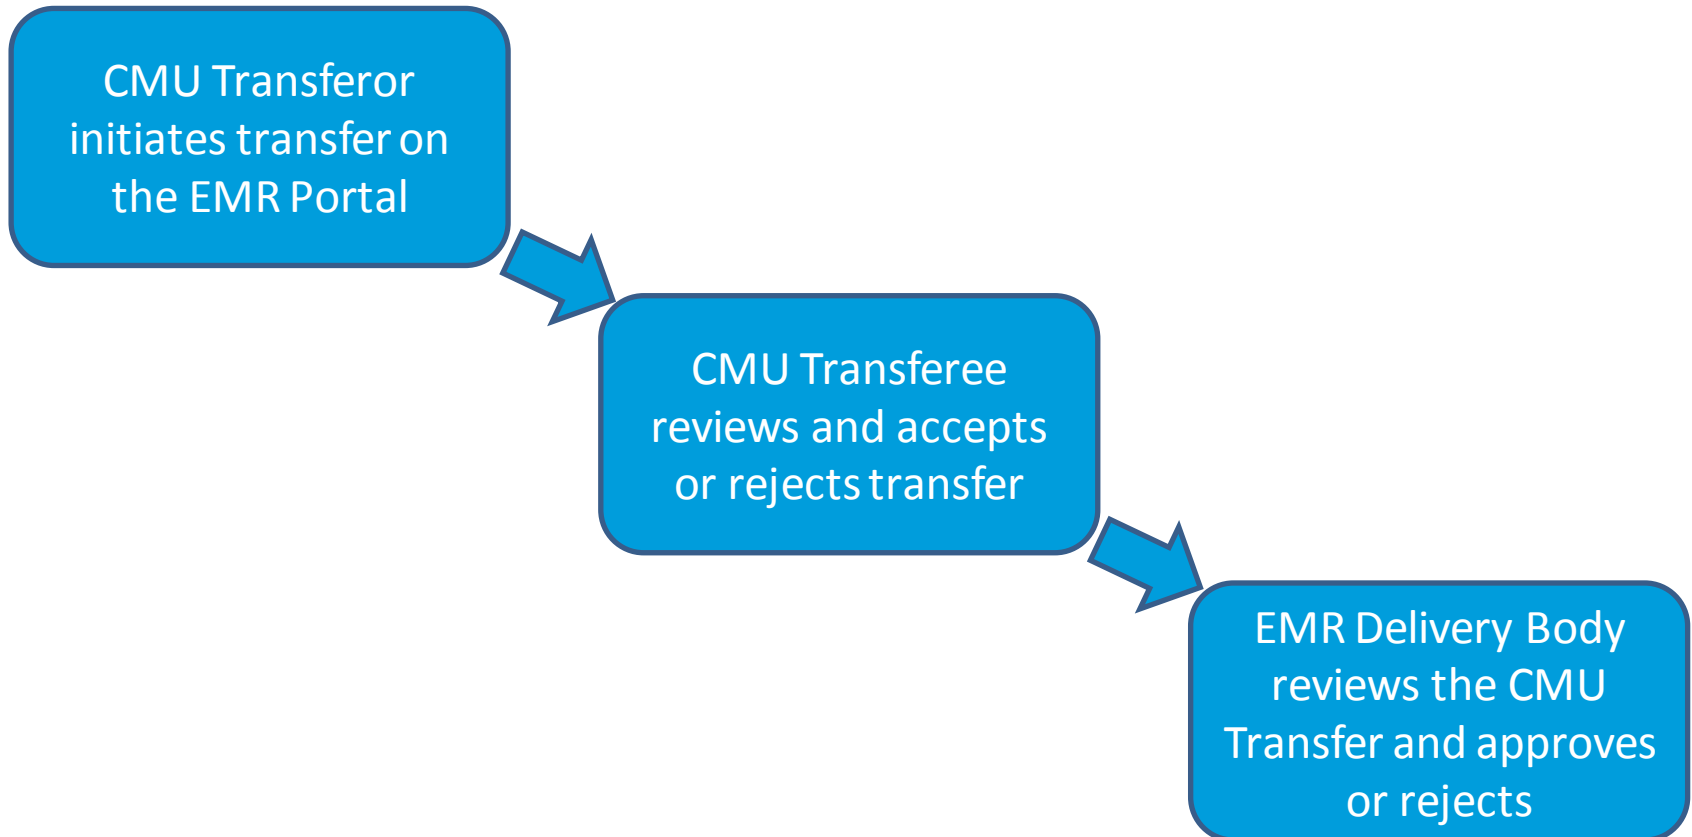 CMU Transferor
initiates transfer on
the EMR Portal
CMU Transferee
reviews and accepts
or rejects transfer
EMR Delivery Body
reviews the CMU
Transfer and approves
or rejects